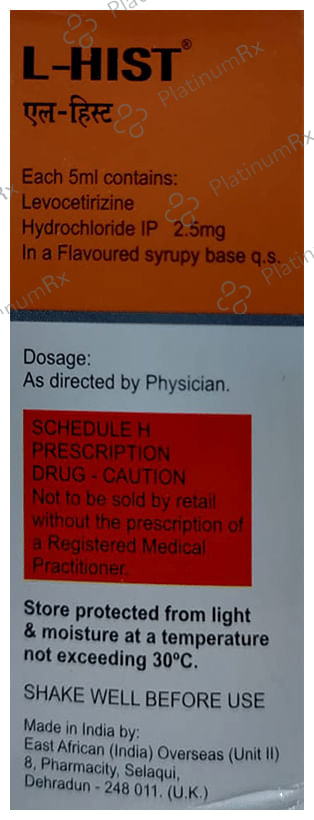 L-HIST®
एल-हिस्ट
Each 5ml contains:
Levocetirizine
Hydrochloride IP 2.5mg
In a Flavoured syrupy base q.s.
Dosage:
As directed by Physician.
SCHEDULE H
PRESCRIPTION
DRUG - CAUTION
Not to be sold by retail
without the prescription of
a Registered Medical
Practitioner.
Store protected from light
& moisture at a temperature
not exceeding 30ºC.
SHAKE WELL BEFORE USE
Made in India by:
East African (India) Overseas (Unit II)
8, Pharmacity, Selaqui,
Dehradun - 248 011. (U.K.)
PlatinumRx
PlatinumRx